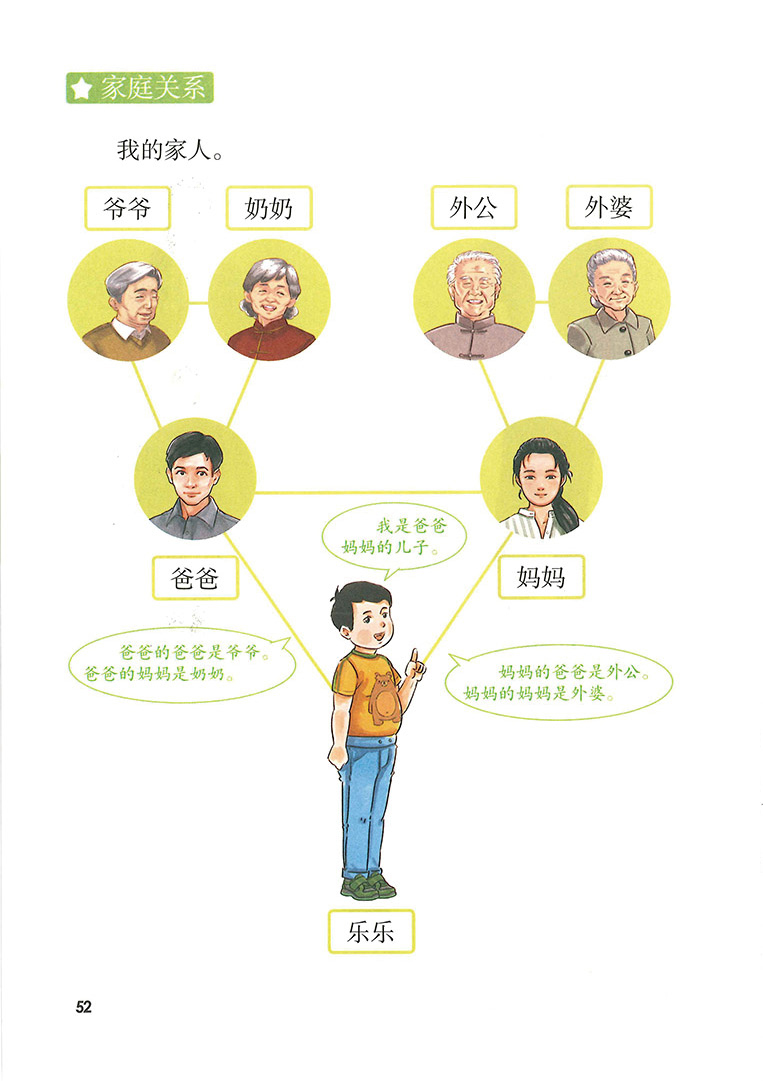 家庭关系
我的家人。
爷爷
奶奶
外公
外婆
我是爸爸
妈妈的儿子。
爸爸
妈妈
爸爸的爸爸是爷爷。
爸爸的妈妈是奶奶。
妈妈的爸爸是外公。
妈妈的妈妈是外婆。
乐乐
52